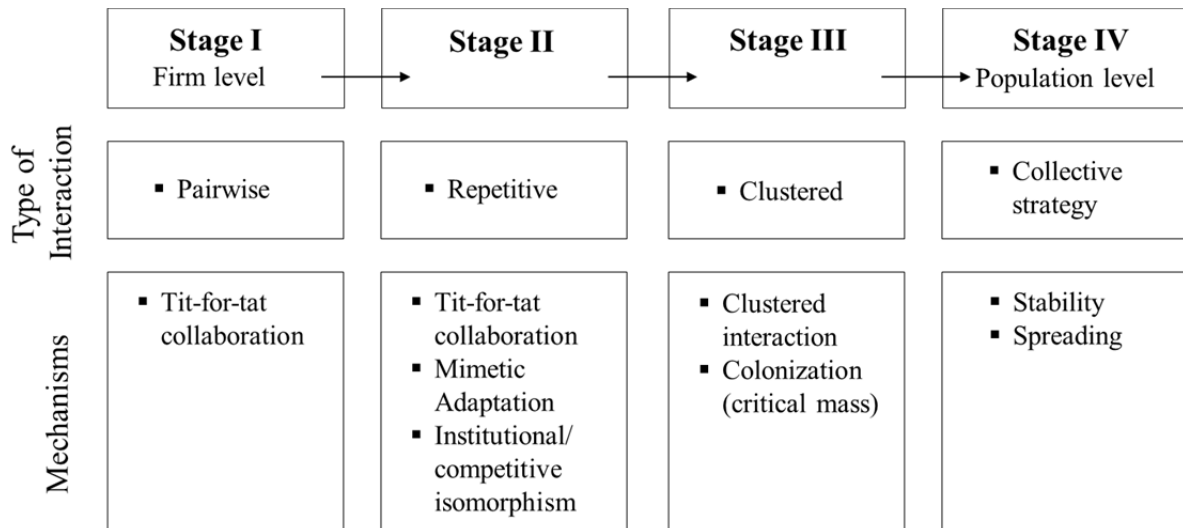 Stage I
Firm level
Stage II
Stage III
Stage IV
Population level
Type of
Interaction
▪ Pairwise
▪ Repetitive
▪ Clustered
▪ Collective
strategy
Mechanisms
▪ Tit-for-tat
collaboration
▪ Tit-for-tat
collaboration
▪ Mimetic
Adaptation
▪ Institutional/
competitive
isomorphism
▪ Clustered
interaction
▪ Colonization
(critical mass)
▪ Stability
▪ Spreading